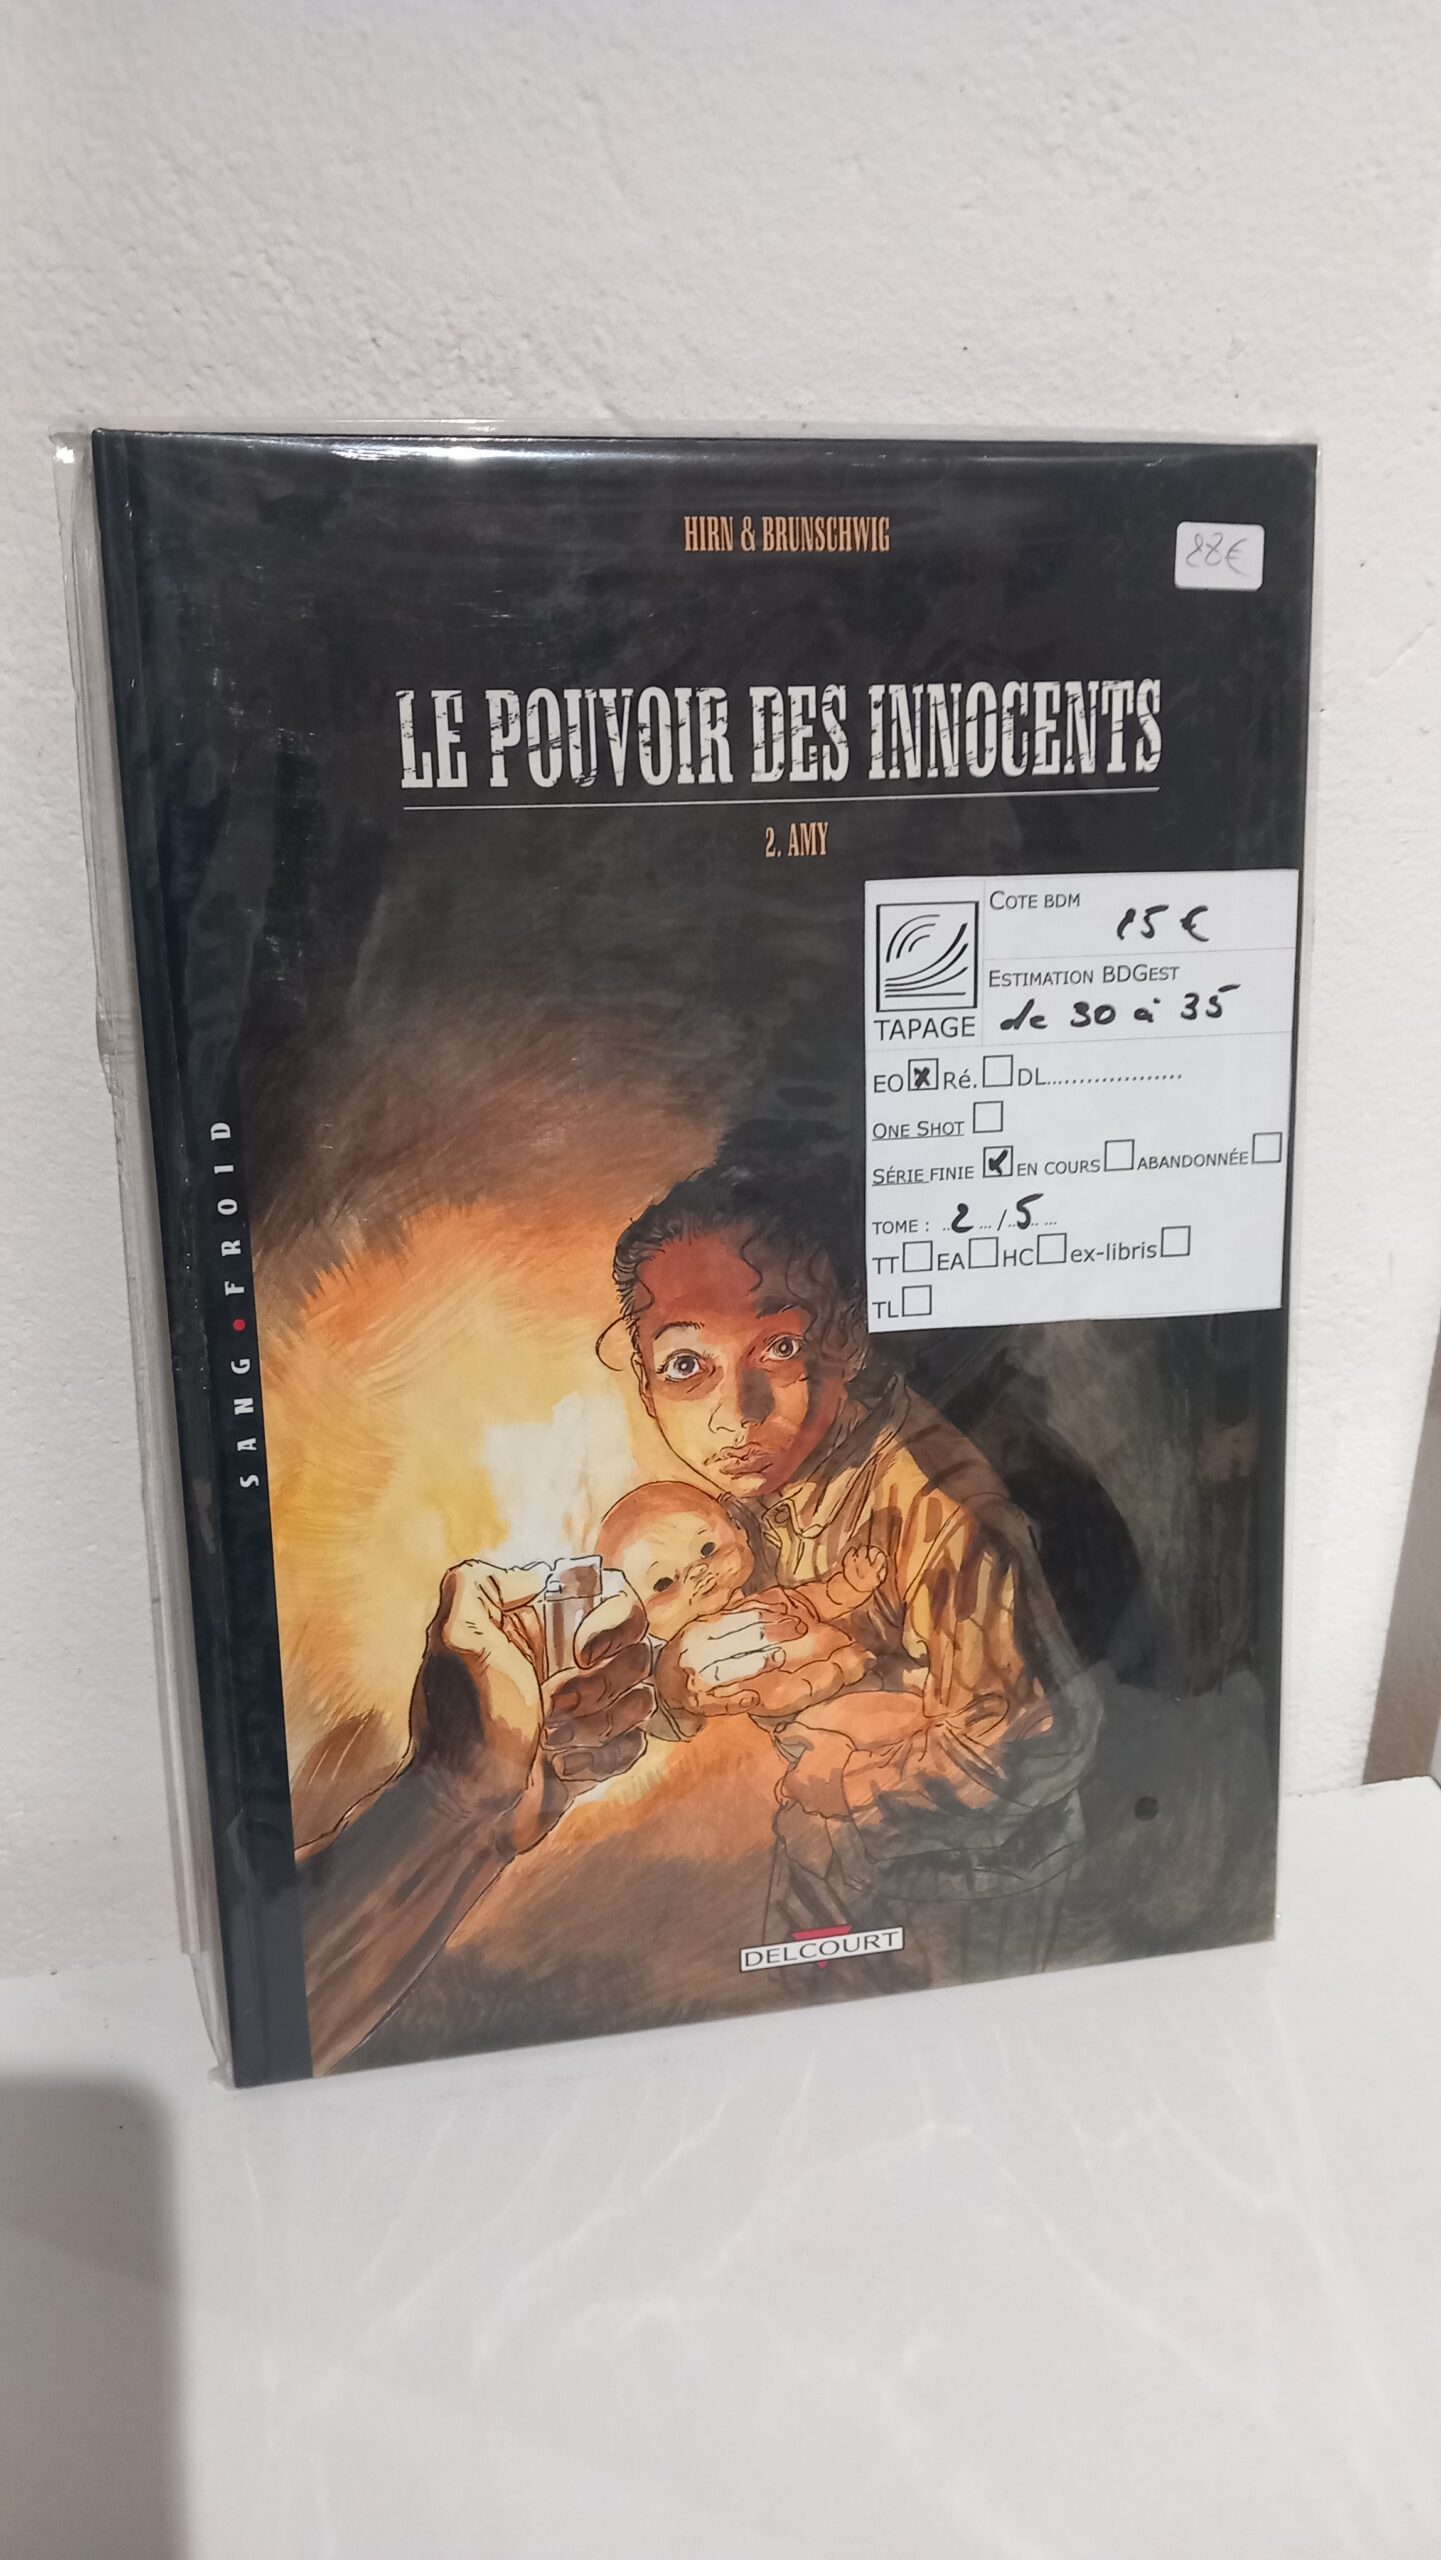 HIRN & BRUNSCHWIG
28€
LE POUVOIR DES INNOCENTS
2. AMY
COTE BDM
25 €
ESTIMATION BDGEST
de 30 à 35
TAPAGE
EO Ré. DL...................
ONE SHOT
SÉRIE FINIE EN COURS ABANDONNÉE
TOME : ..2.../..5.. ...
TT EA HC ex-libris
TL
SANG • FROID
DELCOURT